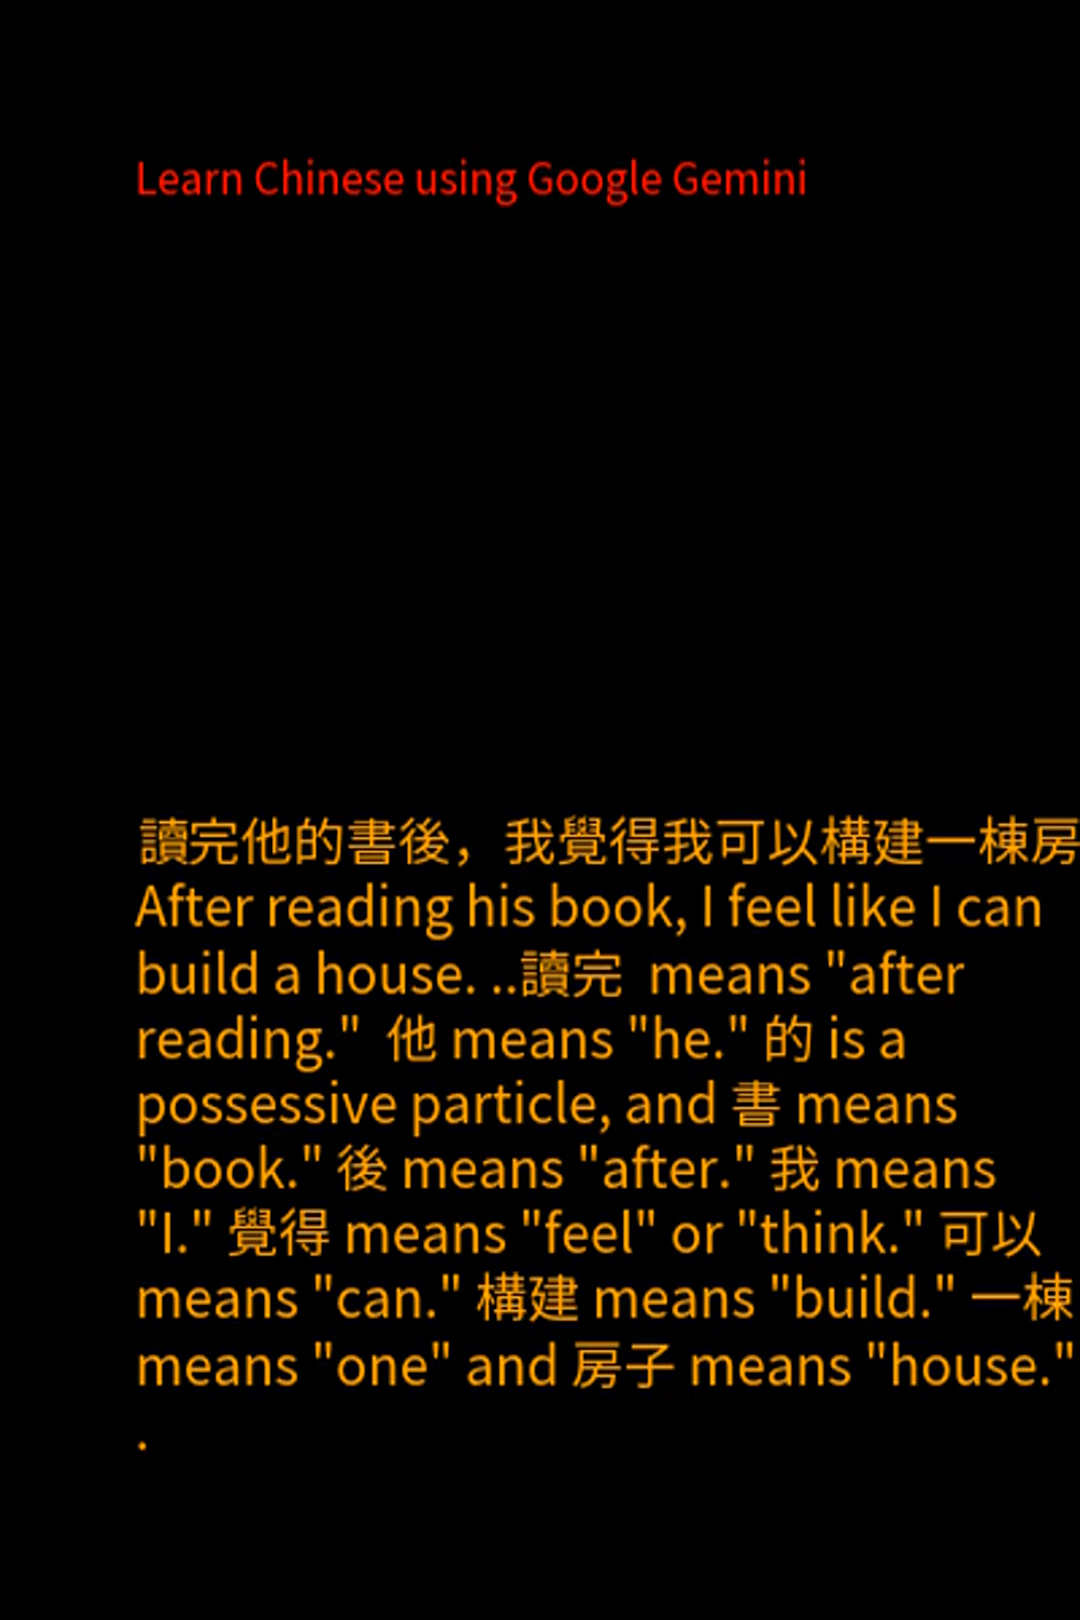 Learn Chinese using Google Gemini
讀完他的書後，我覺得我可以構建一棟房
After reading his book, I feel like I can
build a house. ..讀完 means "after
reading." 他 means "he." 的 is a
possessive particle, and 書 means
"book." 後 means "after." 我 means
"I." 覺得 means "feel" or "think." 可以
means "can." 構建 means "build." 一棟
means "one" and 房子 means "house."
.